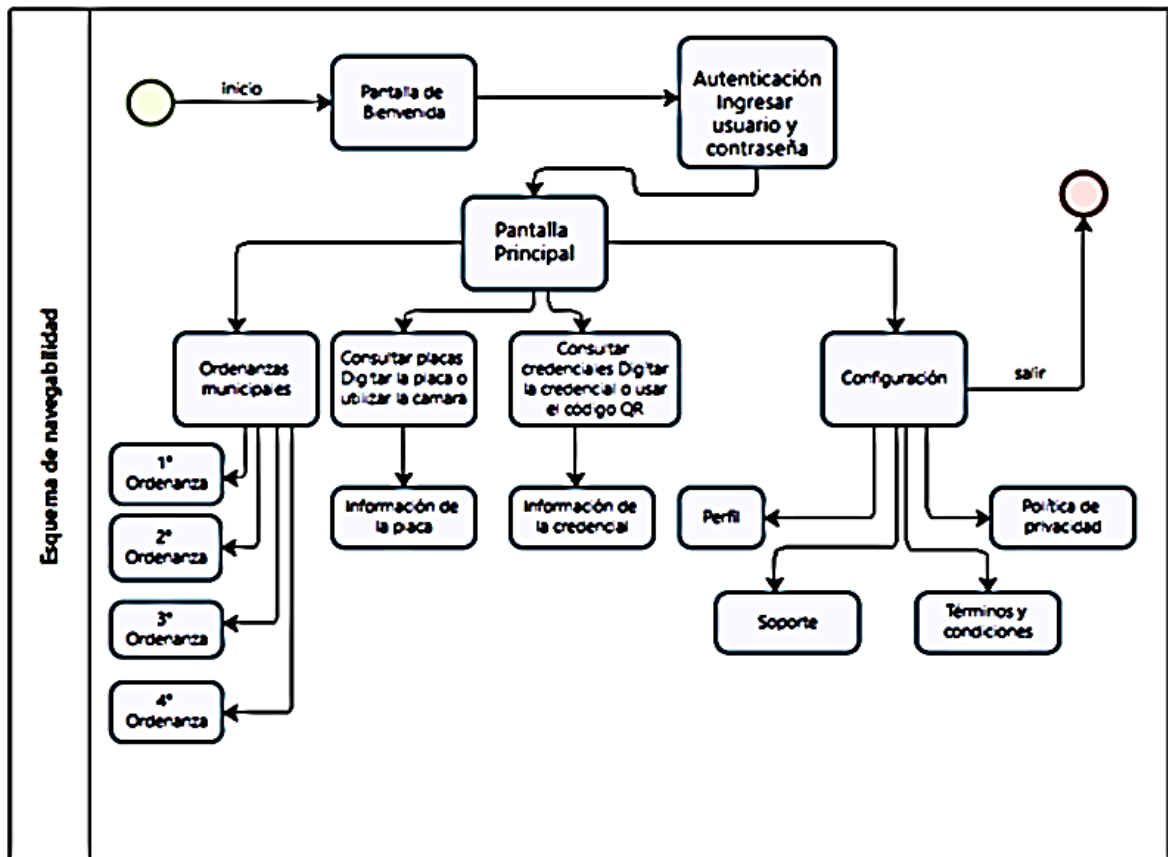 Esquema de navegabilidad
inicio
Pantalla de
Bienvenida
Autenticación
Ingresar
usuario y
contraseña
Pantalla
Principal
Ordenanzas
municipales
Consultar placas
Digitar la placa o
utilizar la camara
Consultar
credenciales Digitar
la credencial o usar
el código QR
Configuración
salir
1°
Ordenanza
2°
Ordenanza
3°
Ordenanza
4°
Ordenanza
Información de
la placa
Información de
la credencial
Perfil
Política de
privacidad
Soporte
Términos y
condiciones